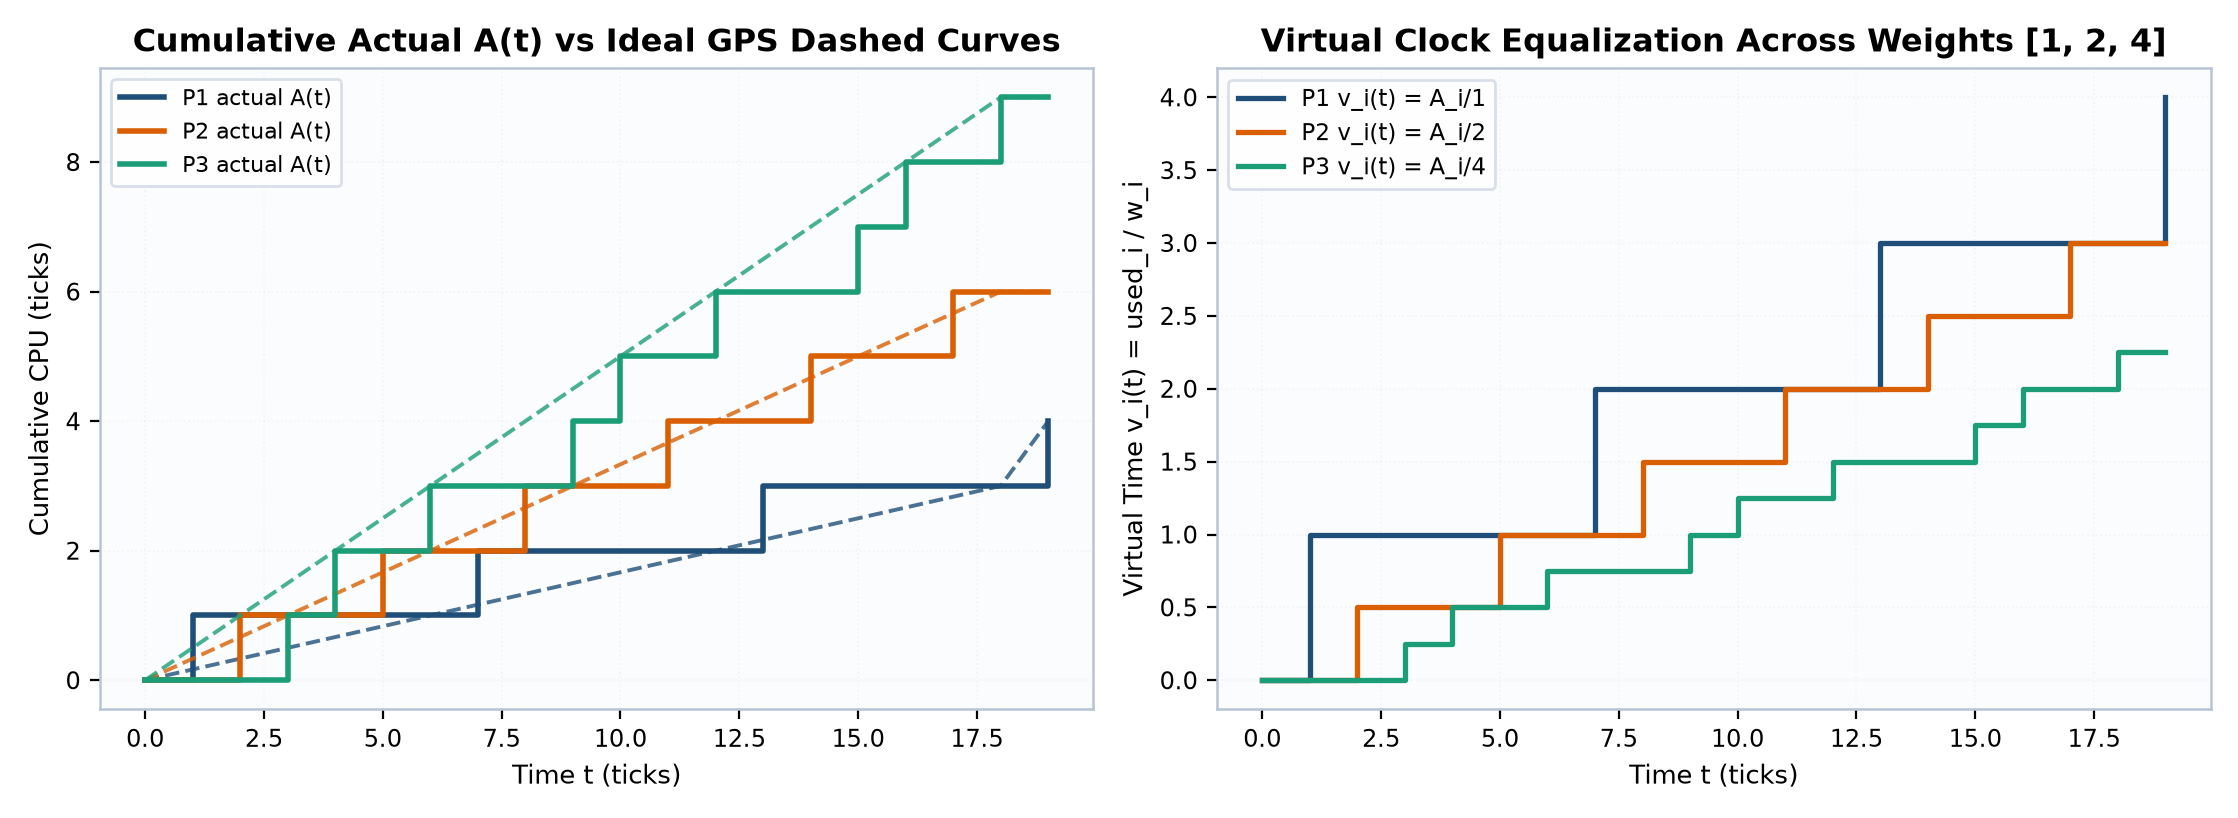 Cumulative Actual A(t) vs Ideal GPS Dashed Curves
P1 actual A(t)
P2 actual A(t)
P3 actual A(t)
Cumulative CPU (ticks)
8
6
4
2
0
0.0 2.5 5.0 7.5 10.0 12.5 15.0 17.5
Time t (ticks)
Virtual Clock Equalization Across Weights [1, 2, 4]
P1 v_i(t) = A_i/1
P2 v_i(t) = A_i/2
P3 v_i(t) = A_i/4
Virtual Time v_i(t) = used_i / w_i
4.0
3.5
3.0
2.5
2.0
1.5
1.0
0.5
0.0
0.0 2.5 5.0 7.5 10.0 12.5 15.0 17.5
Time t (ticks)